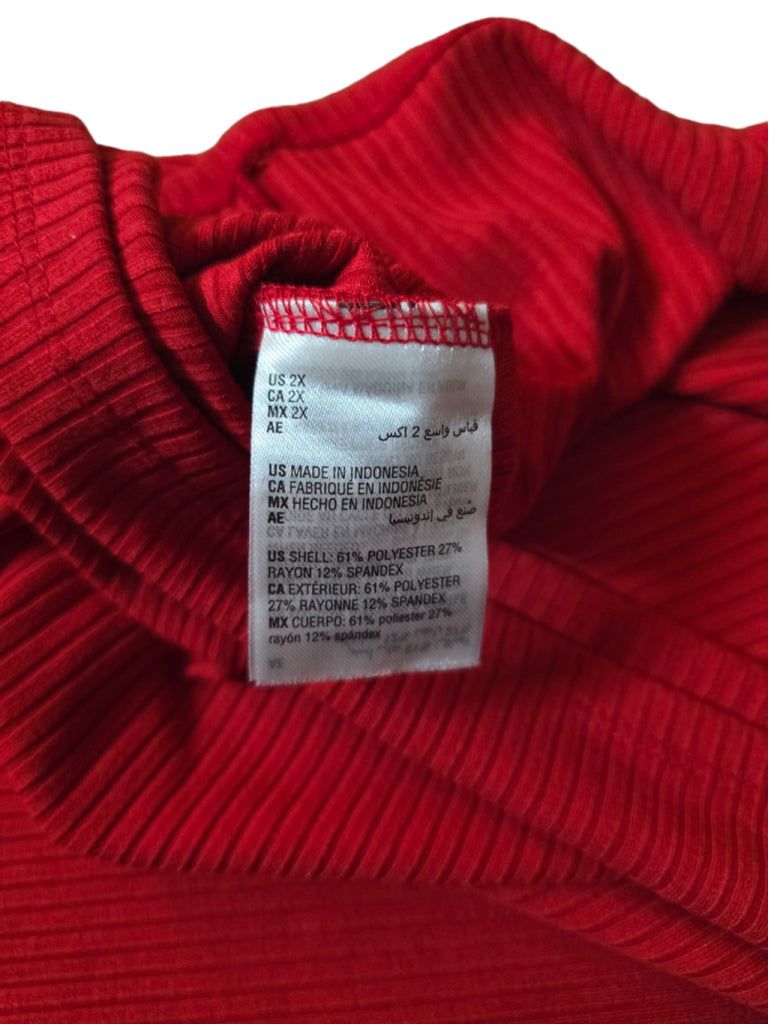 US 2X
CA 2X
MX 2X
AE قياس واسع 2 اكس
US MADE IN INDONESIA
CA FABRIQUÉ EN INDONÉSIE
MX HECHO EN INDONESIA
AE صنع في إندونيسيا
US SHELL: 61% POLYESTER 27%
RAYON 12% SPANDEX
CA EXTÉRIEUR: 61% POLYESTER
27% RAYONNE 12% SPANDEX
MX CUERPO: 61% poliester 27%
rayón 12% spándex